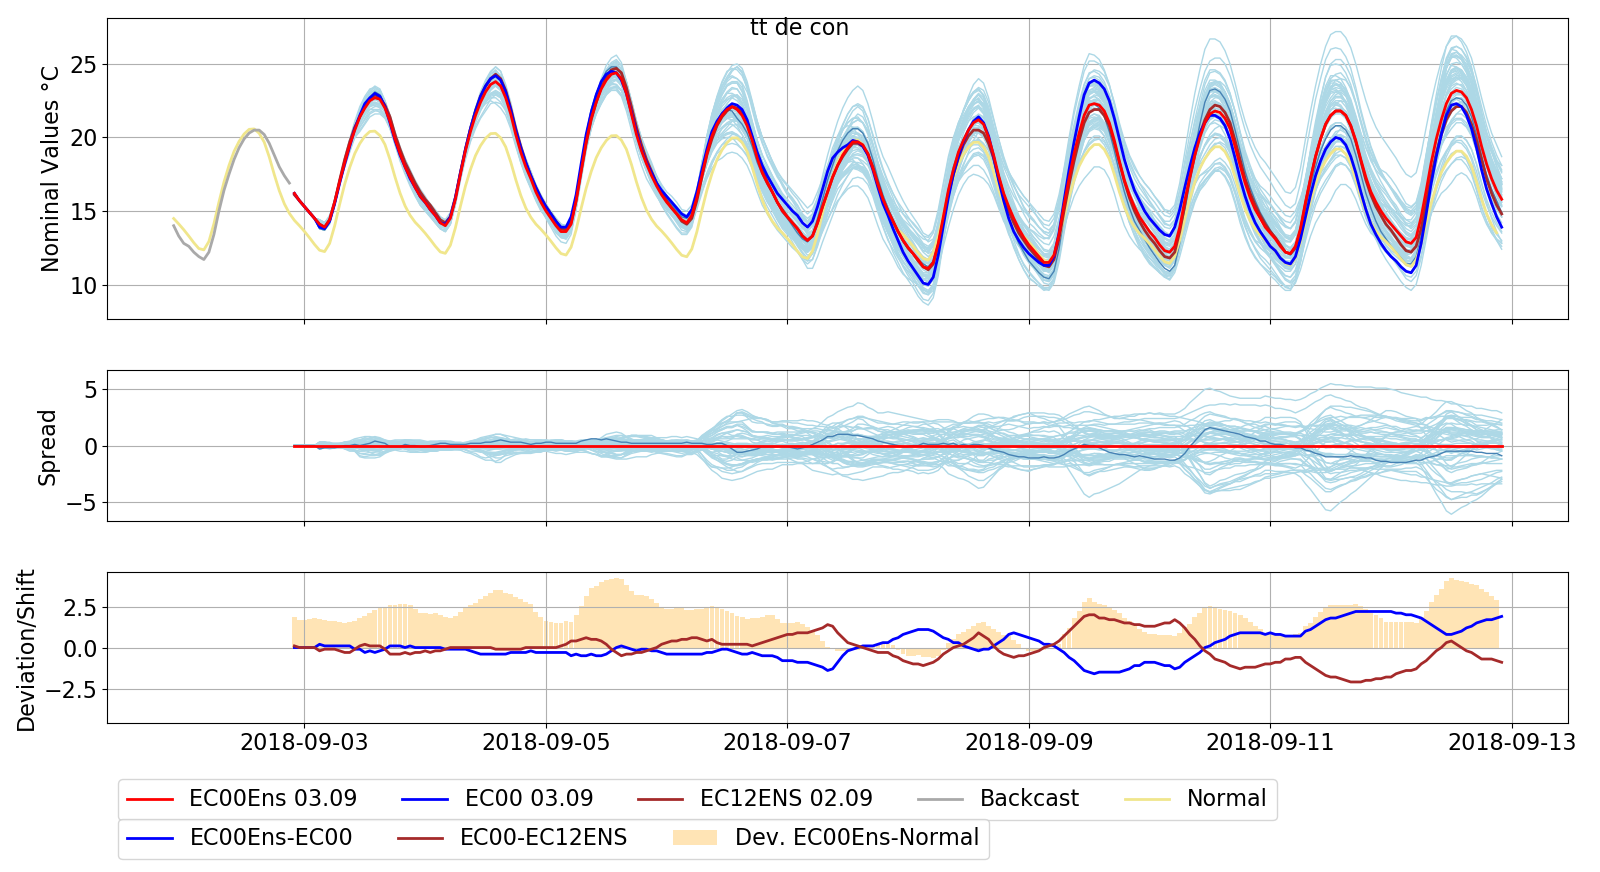 tt de con
Nominal Values °C
25
20
15
10
Spread
5
0
−5
Deviation/Shift
2.5
0.0
−2.5
2018-09-03 2018-09-05 2018-09-07 2018-09-09 2018-09-11 2018-09-13
EC00Ens 03.09 EC00 03.09 EC12ENS 02.09 Backcast Normal
EC00Ens-EC00 EC00-EC12ENS Dev. EC00Ens-Normal